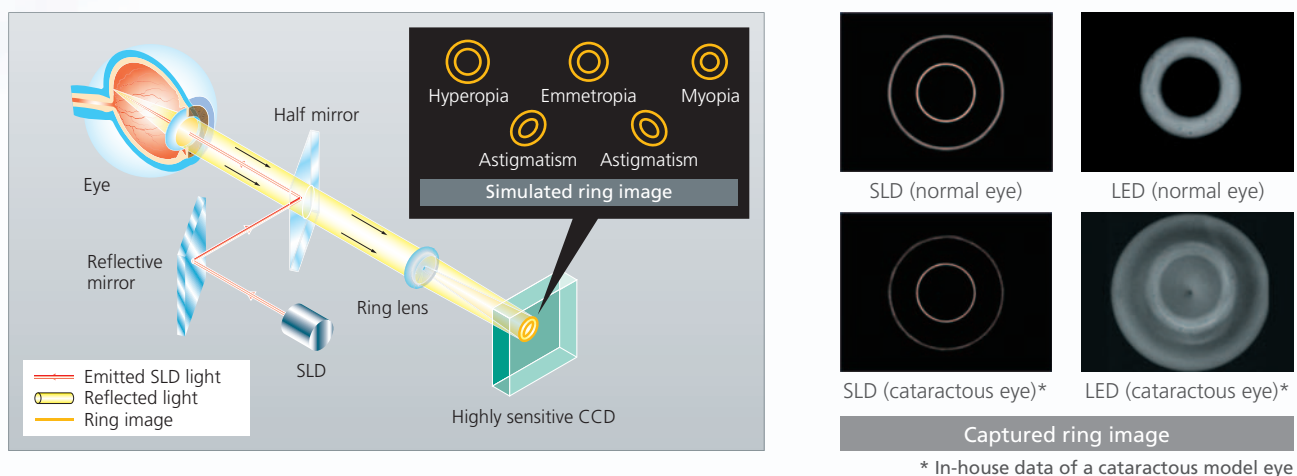 Hyperopia
Emmetropia
Myopia
Astigmatism
Astigmatism
Simulated ring image
Half mirror
Eye
Reflective
mirror
Ring lens
SLD
Highly sensitive CCD
Emitted SLD light
Reflected light
Ring image
SLD (normal eye)
LED (normal eye)
SLD (cataractous eye)*
LED (cataractous eye)*
Captured ring image
* In-house data of a cataractous model eye